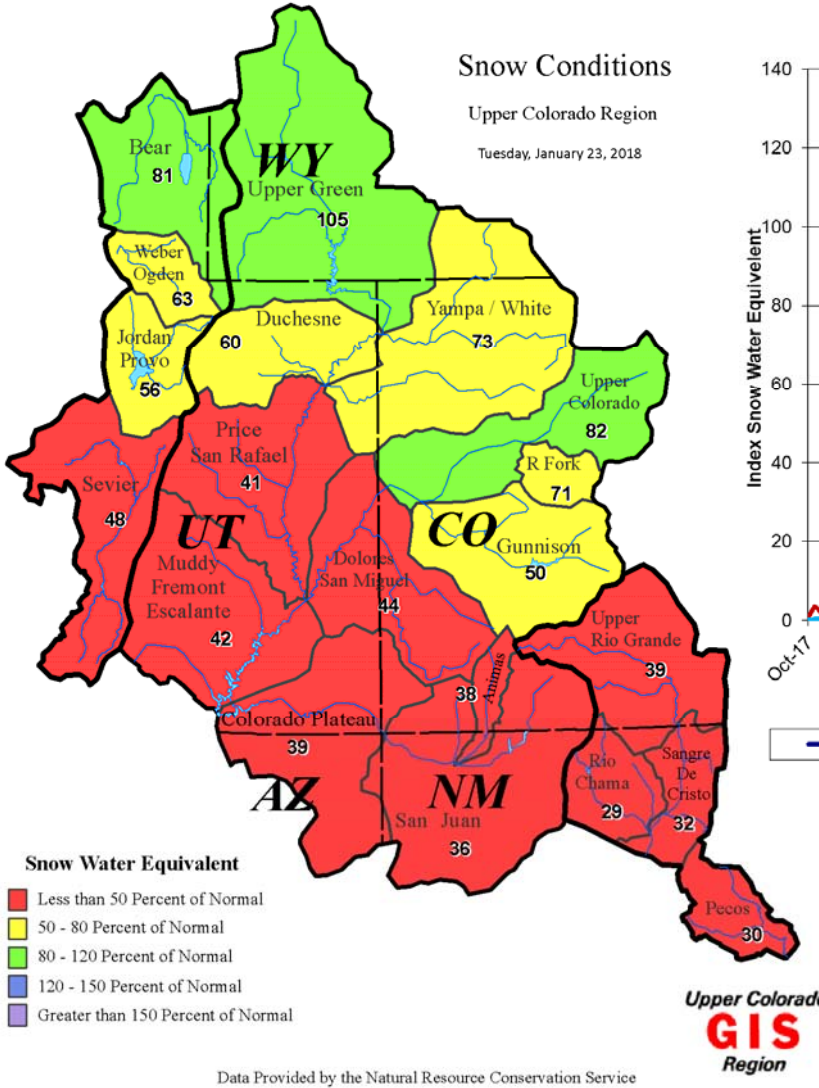 Snow Conditions
Upper Colorado Region
Tuesday, January 23, 2018
Bear
81
WY
Upper Green
105
Weber
Ogden
63
Jordan
Provo
56
Duchesne
60
Yampa / White
73
Upper
Colorado
82
R Fork
71
CO
Gunnison
50
Price
San Rafael
41
Sevier
48
UT
Muddy
Fremont
Escalante
42
Dolores
San Miguel
44
Upper
Rio Grande
39
Animas
38
Colorado Plateau
39
AZ
NM
San Juan
36
Rio
Chama
29
Sangre
De
Cristo
32
Pecos
30
Snow Water Equivalent
Less than 50 Percent of Normal
50 - 80 Percent of Normal
80 - 120 Percent of Normal
120 - 150 Percent of Normal
Greater than 150 Percent of Normal
Index Snow Water Equivelent
140
120
100
80
60
40
20
0
Oct-17
Upper Colorado
GIS
Region
Data Provided by the Natural Resource Conservation Service